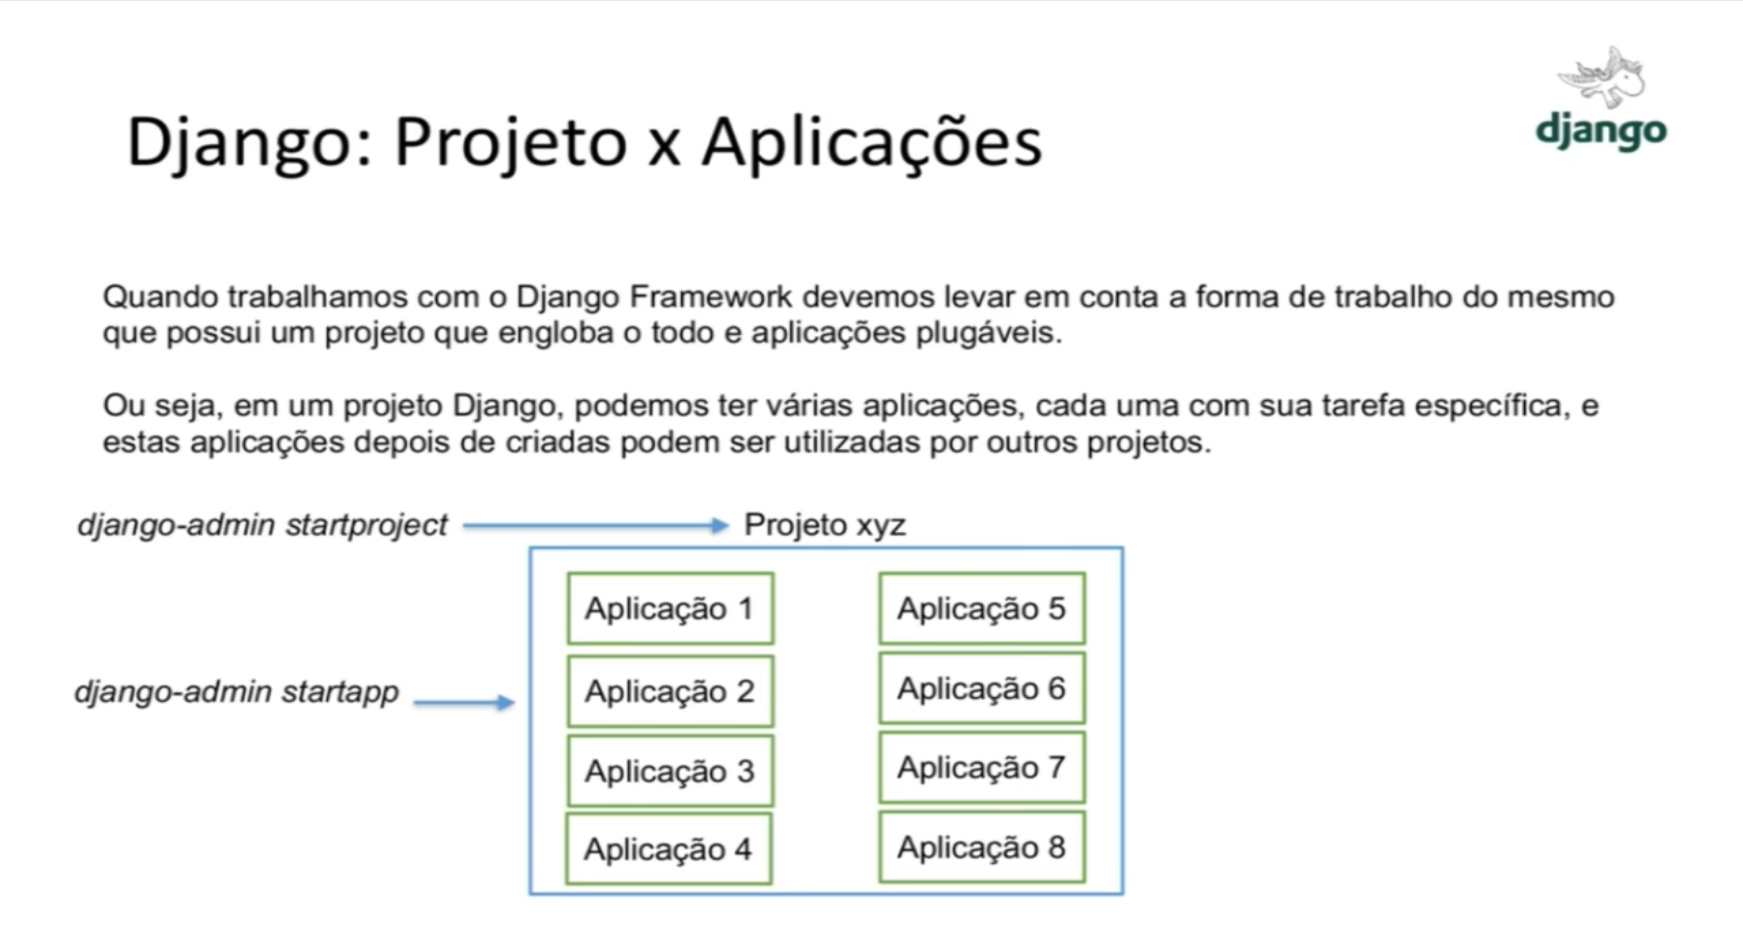 django
Django: Projeto x Aplicações
Quando trabalhamos com o Django Framework devemos levar em conta a forma de trabalho do mesmo
que possui um projeto que engloba o todo e aplicações plugáveis.
Ou seja, em um projeto Django, podemos ter várias aplicações, cada uma com sua tarefa específica, e
estas aplicações depois de criadas podem ser utilizadas por outros projetos.
django-admin startproject
Projeto xyz
django-admin startapp
Aplicação 1
Aplicação 2
Aplicação 3
Aplicação 4
Aplicação 5
Aplicação 6
Aplicação 7
Aplicação 8